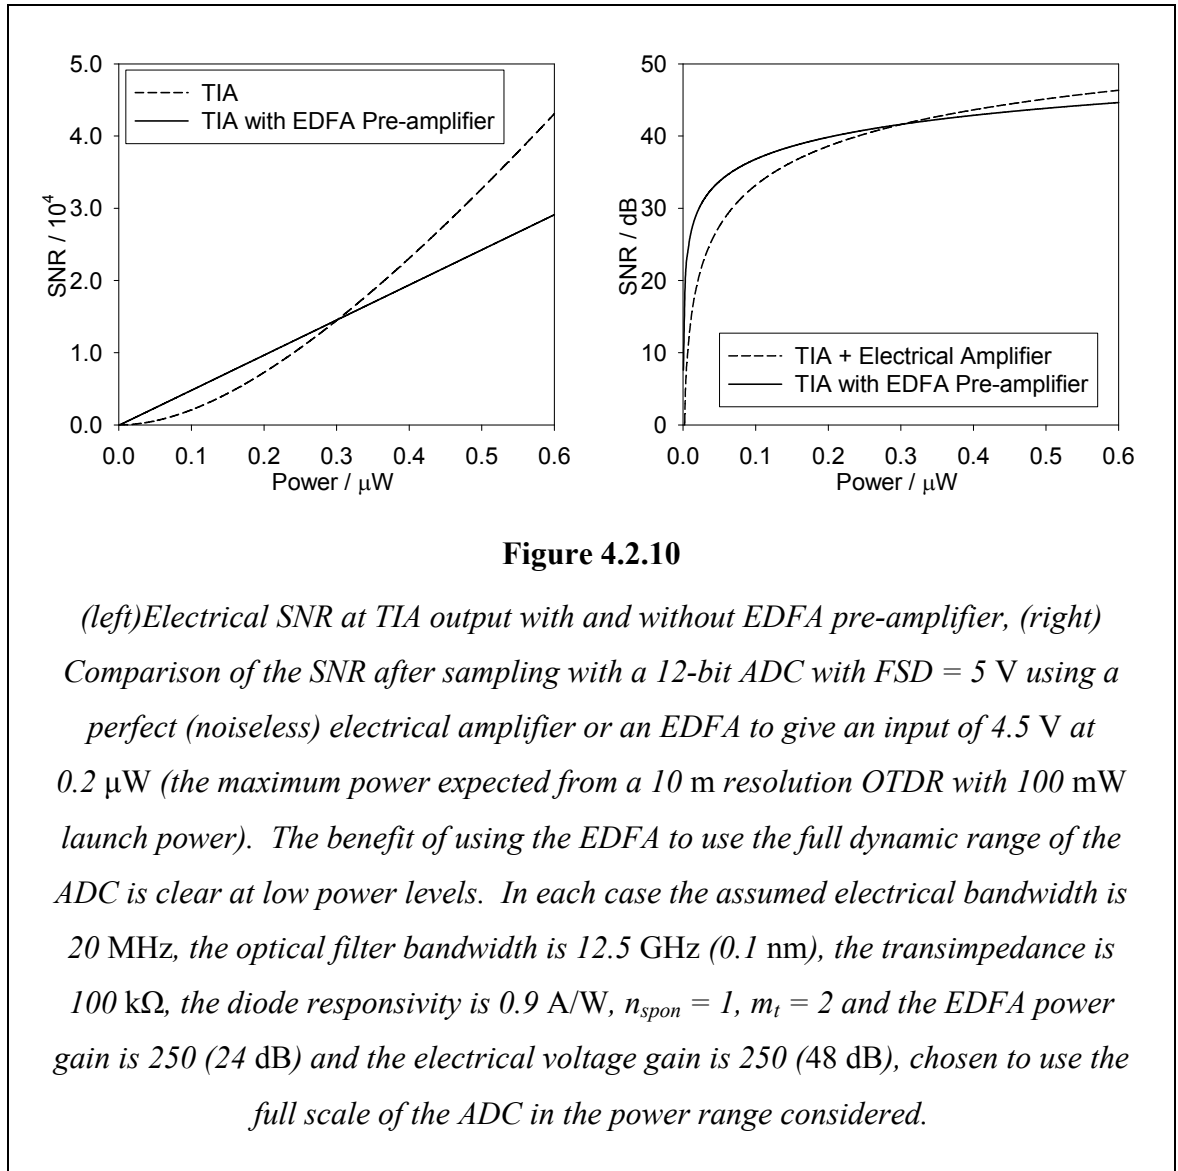 5.0
4.0
3.0
2.0
1.0
0.0
SNR / 10⁴
TIA
TIA with EDFA Pre-amplifier
0.0 0.1 0.2 0.3 0.4 0.5 0.6
Power / μW
50
40
30
20
10
0
SNR / dB
TIA + Electrical Amplifier
TIA with EDFA Pre-amplifier
0.0 0.1 0.2 0.3 0.4 0.5 0.6
Power / μW
Figure 4.2.10
(left)Electrical SNR at TIA output with and without EDFA pre-amplifier, (right)
Comparison of the SNR after sampling with a 12-bit ADC with FSD = 5 V using a
perfect (noiseless) electrical amplifier or an EDFA to give an input of 4.5 V at
0.2 μW (the maximum power expected from a 10 m resolution OTDR with 100 mW
launch power).  The benefit of using the EDFA to use the full dynamic range of the
ADC is clear at low power levels.  In each case the assumed electrical bandwidth is
20 MHz, the optical filter bandwidth is 12.5 GHz (0.1 nm), the transimpedance is
100 kΩ, the diode responsivity is 0.9 A/W, nspon = 1, mt = 2 and the EDFA power
gain is 250 (24 dB) and the electrical voltage gain is 250 (48 dB), chosen to use the
full scale of the ADC in the power range considered.